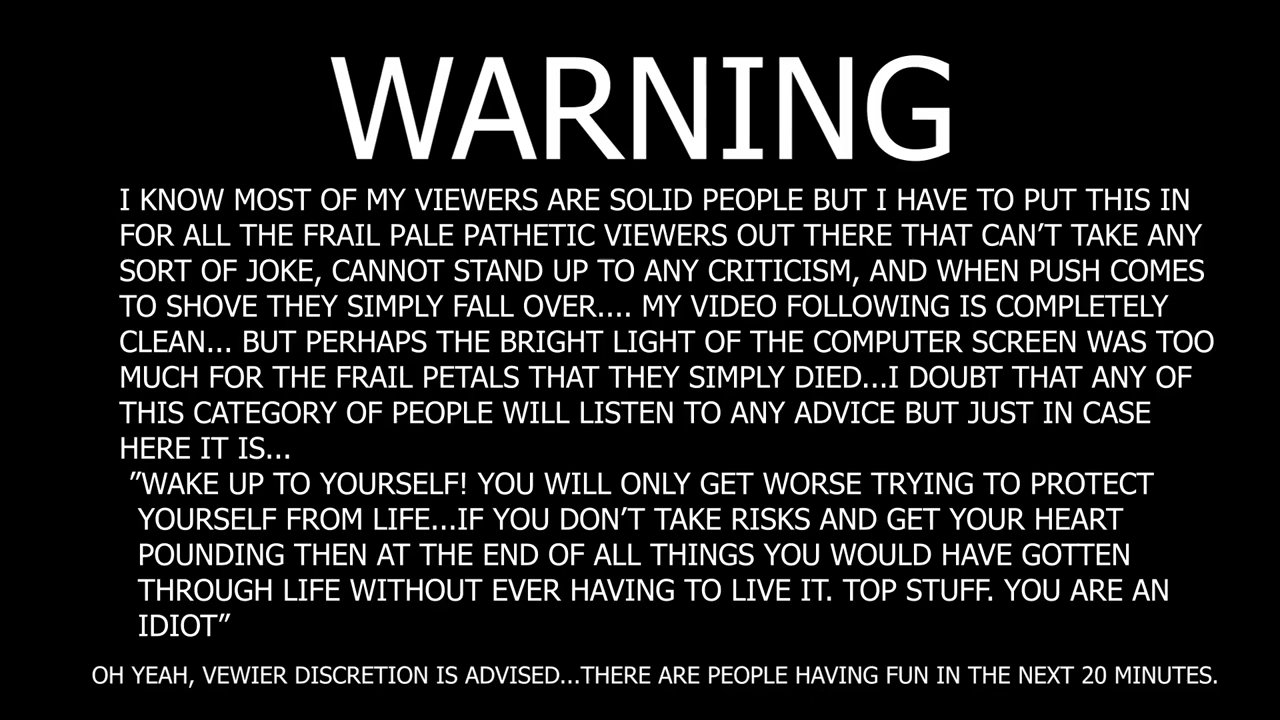 WARNING
I KNOW MOST OF MY VIEWERS ARE SOLID PEOPLE BUT I HAVE TO PUT THIS IN
FOR ALL THE FRAIL PALE PATHETIC VIEWERS OUT THERE THAT CAN’T TAKE ANY
SORT OF JOKE, CANNOT STAND UP TO ANY CRITICISM, AND WHEN PUSH COMES
TO SHOVE THEY SIMPLY FALL OVER.... MY VIDEO FOLLOWING IS COMPLETELY
CLEAN... BUT PERHAPS THE BRIGHT LIGHT OF THE COMPUTER SCREEN WAS TOO
MUCH FOR THE FRAIL PETALS THAT THEY SIMPLY DIED...I DOUBT THAT ANY OF
THIS CATEGORY OF PEOPLE WILL LISTEN TO ANY ADVICE BUT JUST IN CASE
HERE IT IS...
”WAKE UP TO YOURSELF! YOU WILL ONLY GET WORSE TRYING TO PROTECT
YOURSELF FROM LIFE...IF YOU DON’T TAKE RISKS AND GET YOUR HEART
POUNDING THEN AT THE END OF ALL THINGS YOU WOULD HAVE GOTTEN
THROUGH LIFE WITHOUT EVER HAVING TO LIVE IT. TOP STUFF. YOU ARE AN
IDIOT”
OH YEAH, VEWIER DISCRETION IS ADVISED...THERE ARE PEOPLE HAVING FUN IN THE NEXT 20 MINUTES.